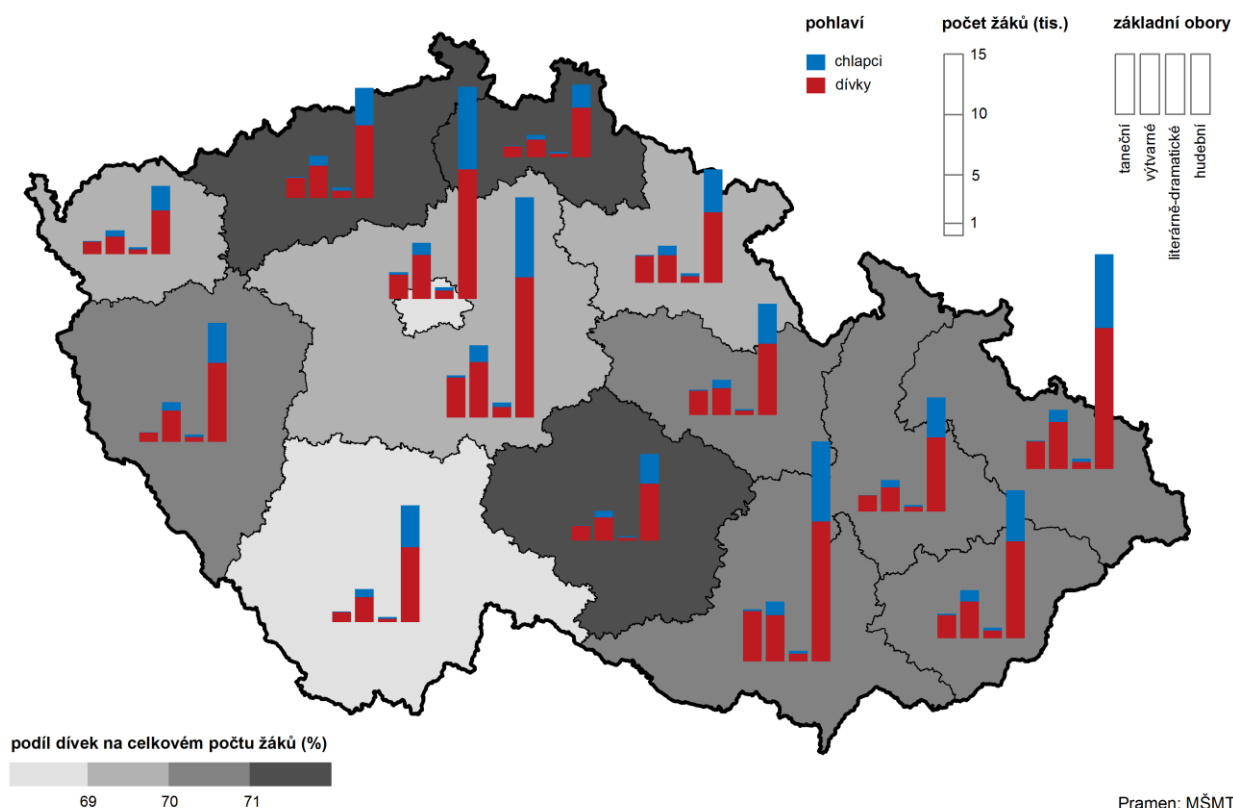 pohlaví
chlapci
dívky
počet žáků (tis.)
15
10
5
1
základní obory
taneční
výtvarné
literárně-dramatické
hudební
podíl dívek na celkovém počtu žáků (%)
69 70 71
Pramen: MŠMT